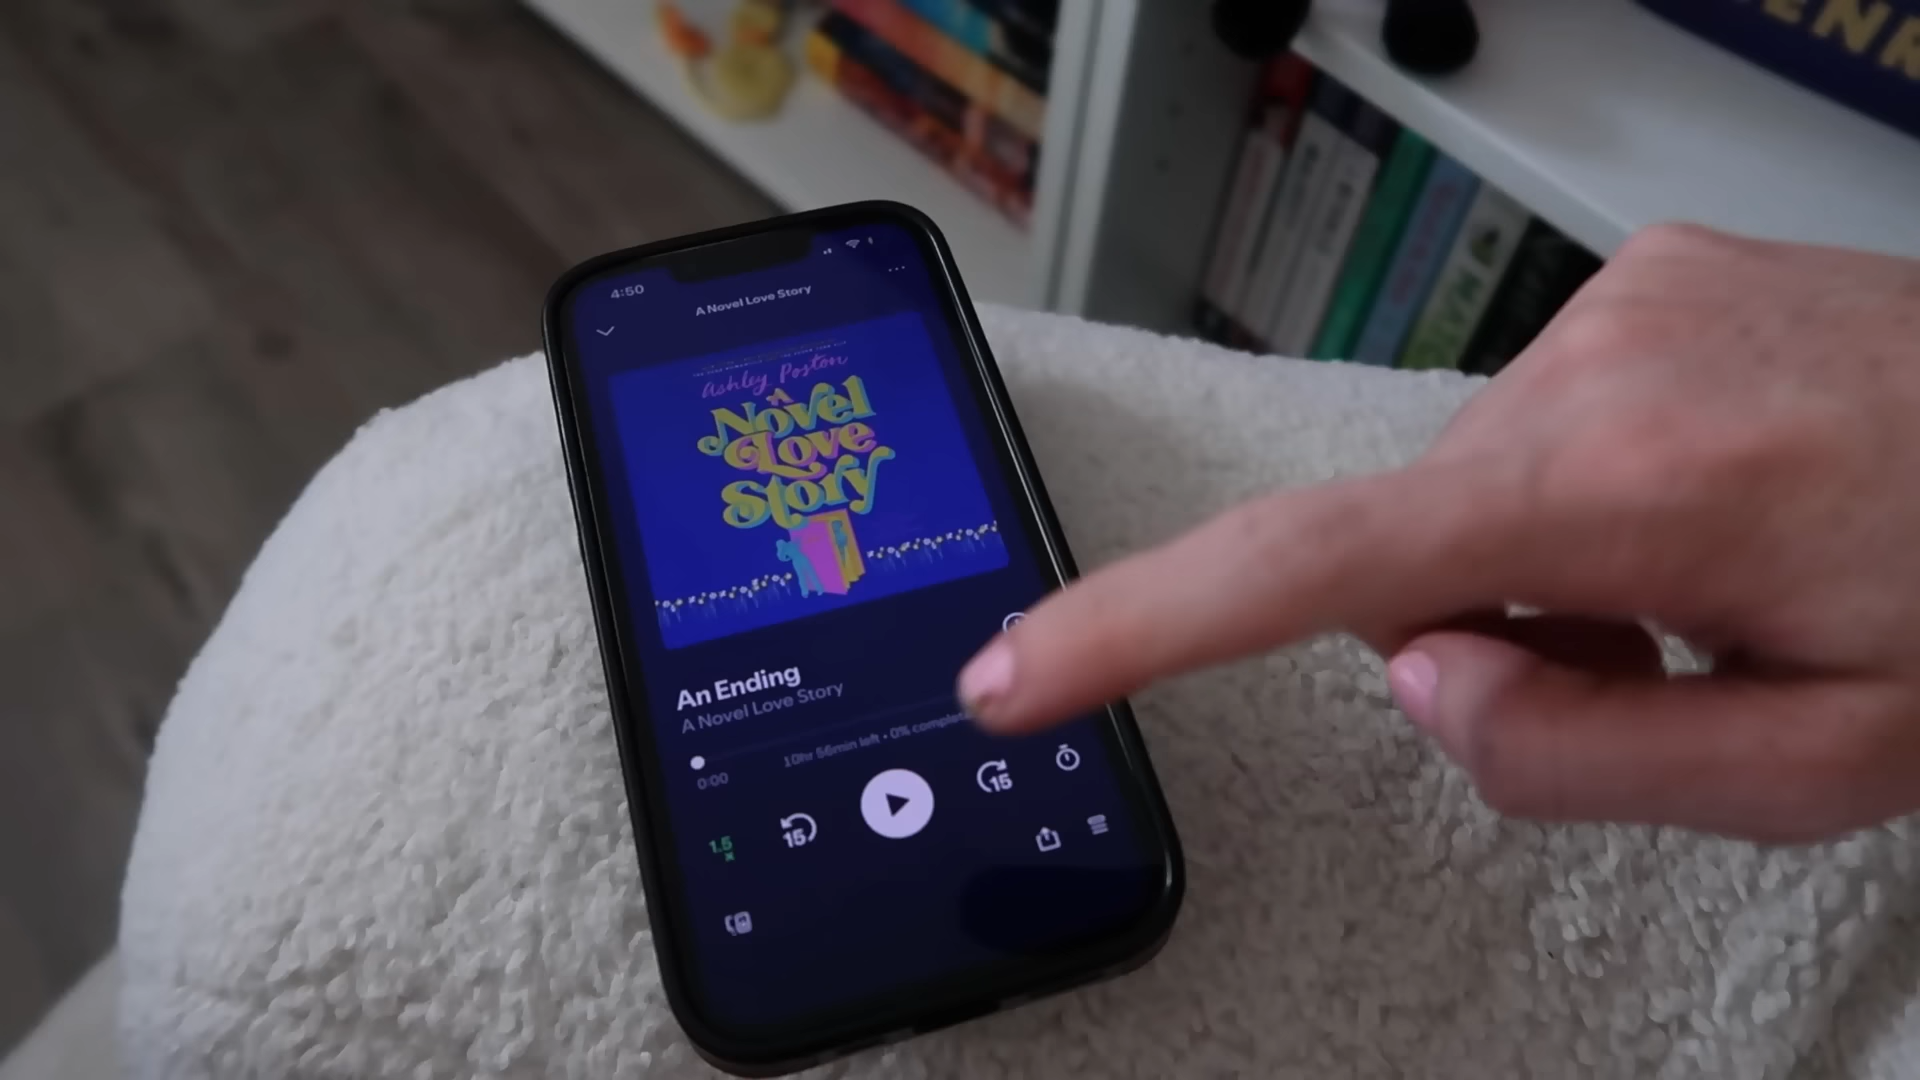 4:50
A Novel Love Story
Ashley Poston
A
Novel
Love
Story
An Ending
A Novel Love Story
10hr 56min left • 0%
0:00
15
15
1.5
x